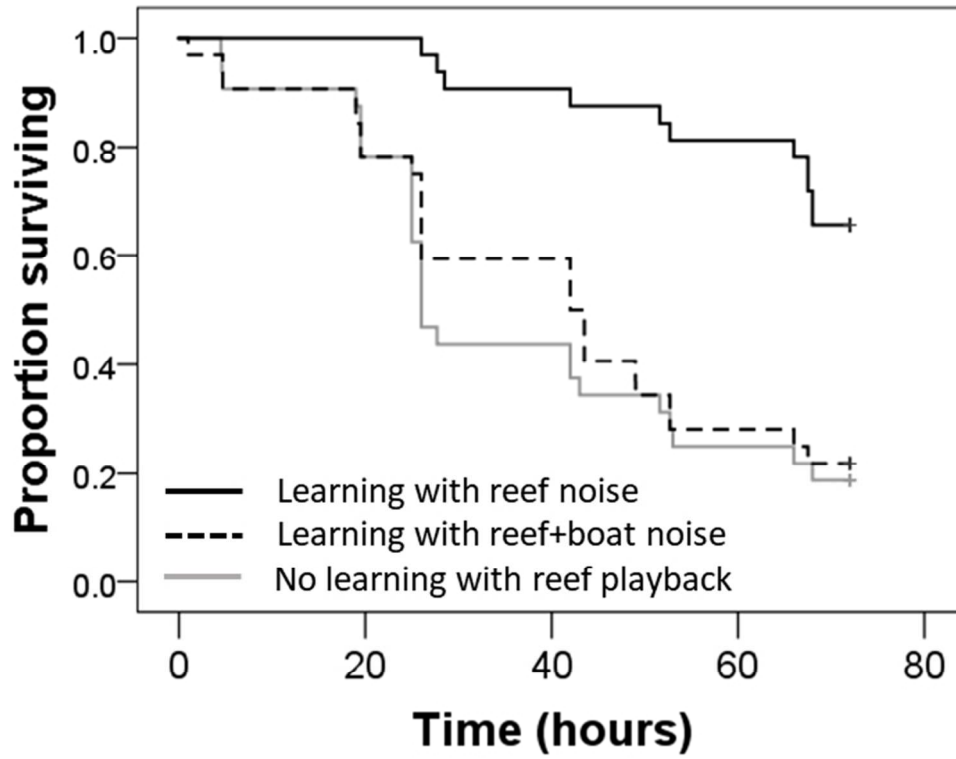 Proportion surviving
1.0
0.8
0.6
0.4
0.2
0.0
Learning with reef noise
Learning with reef+boat noise
No learning with reef playback
0 20 40 60 80
Time (hours)